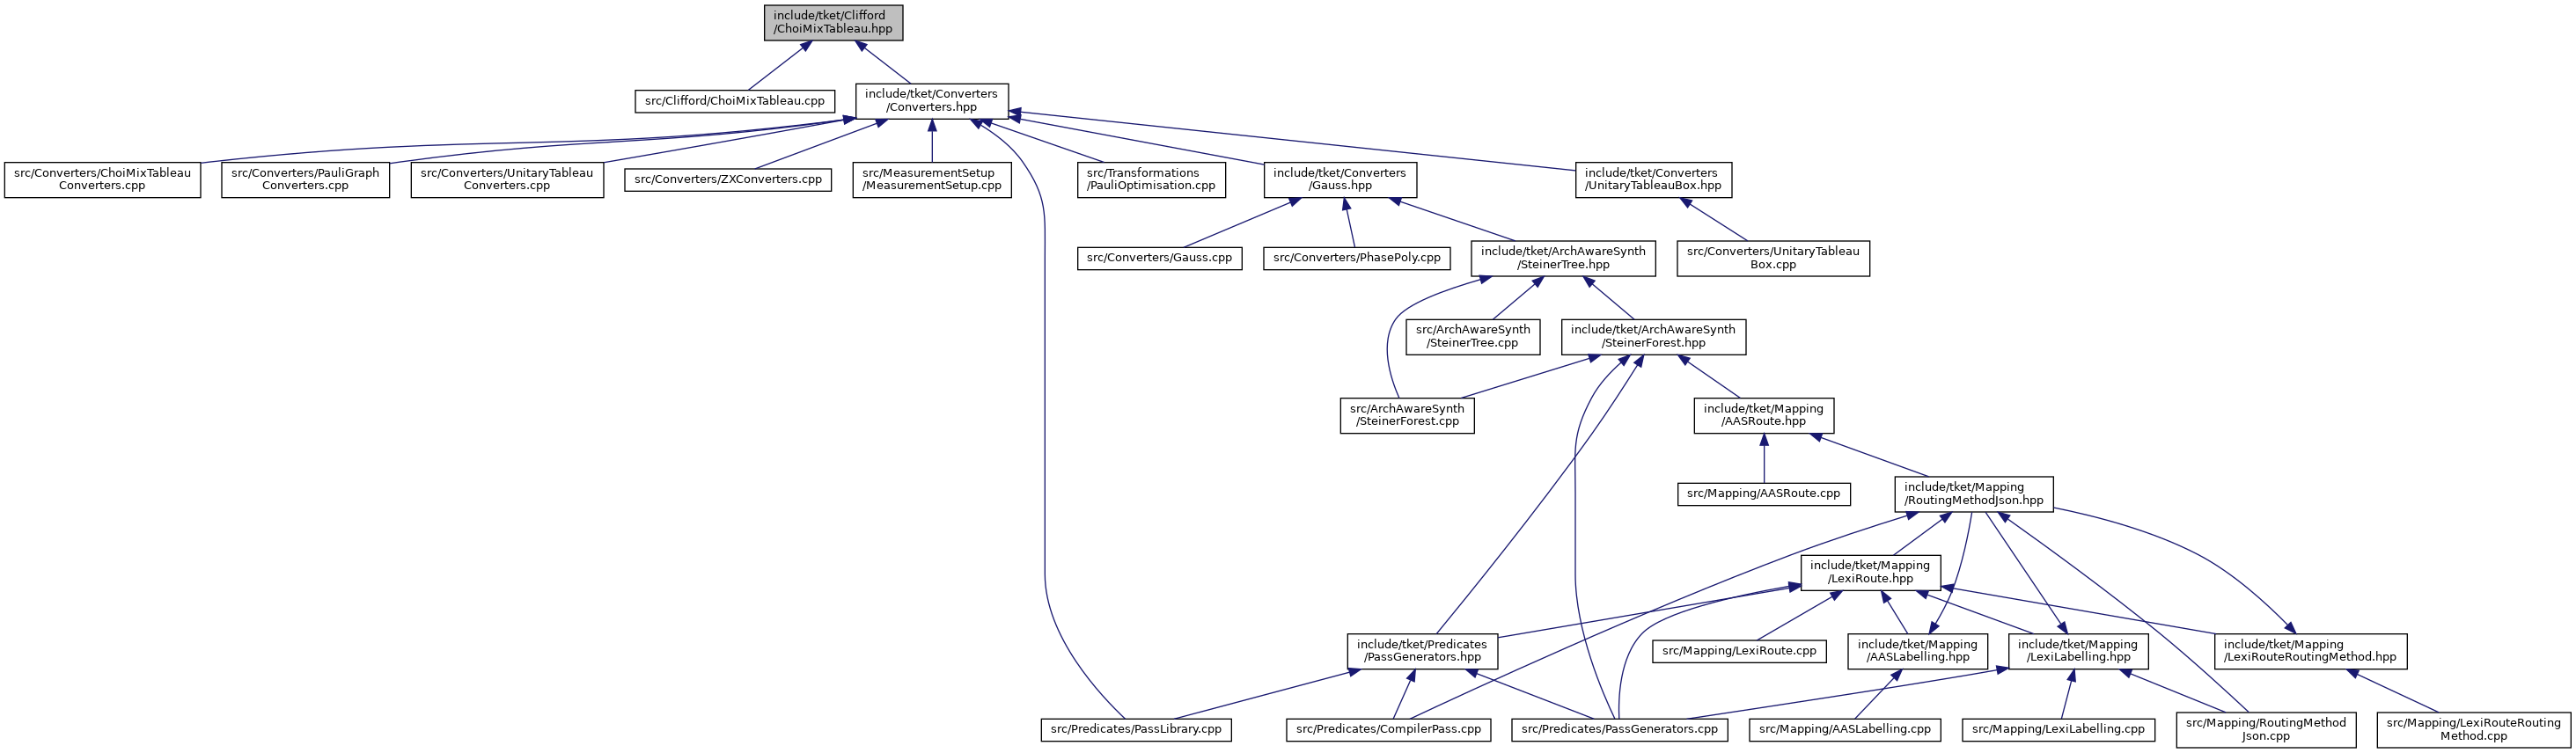 include/tket/Clifford
/ChoiMixTableau.hpp
src/Clifford/ChoiMixTableau.cpp
include/tket/Converters
/Converters.hpp
src/Converters/ChoiMixTableau
Converters.cpp
src/Converters/PauliGraph
Converters.cpp
src/Converters/UnitaryTableau
Converters.cpp
src/Converters/ZXConverters.cpp
src/MeasurementSetup
/MeasurementSetup.cpp
src/Transformations
/PauliOptimisation.cpp
include/tket/Converters
/Gauss.hpp
include/tket/Converters
/UnitaryTableauBox.hpp
src/Converters/Gauss.cpp
src/Converters/PhasePoly.cpp
include/tket/ArchAwareSynth
/SteinerTree.hpp
src/Converters/UnitaryTableau
Box.cpp
src/ArchAwareSynth
/SteinerTree.cpp
include/tket/ArchAwareSynth
/SteinerForest.hpp
src/ArchAwareSynth
/SteinerForest.cpp
include/tket/Mapping
/AASRoute.hpp
src/Mapping/AASRoute.cpp
include/tket/Mapping
/RoutingMethodJson.hpp
include/tket/Mapping
/LexiRoute.hpp
include/tket/Predicates
/PassGenerators.hpp
src/Mapping/LexiRoute.cpp
include/tket/Mapping
/AASLabelling.hpp
include/tket/Mapping
/LexiLabelling.hpp
include/tket/Mapping
/LexiRouteRoutingMethod.hpp
src/Predicates/PassLibrary.cpp
src/Predicates/CompilerPass.cpp
src/Predicates/PassGenerators.cpp
src/Mapping/AASLabelling.cpp
src/Mapping/LexiLabelling.cpp
src/Mapping/RoutingMethod
Json.cpp
src/Mapping/LexiRouteRouting
Method.cpp